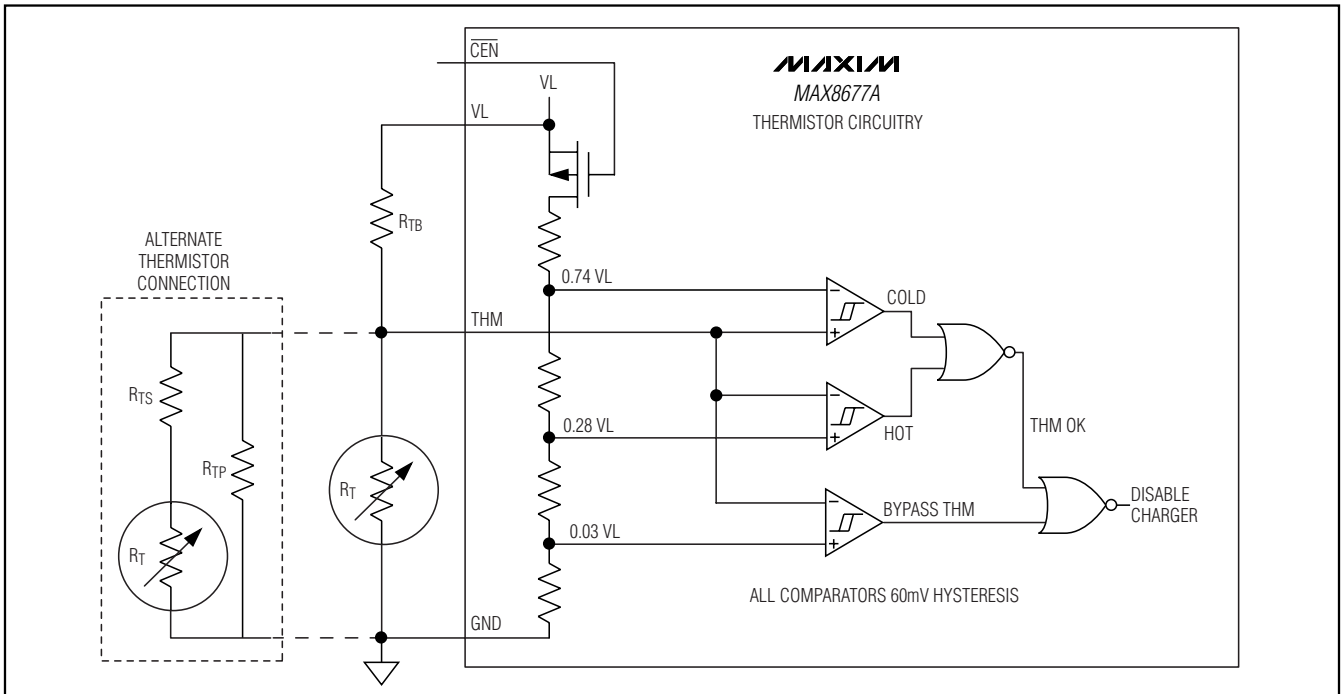 CEN
MAXIM
VL
MAX8677A
VL
THERMISTOR CIRCUITRY
RTB
ALTERNATE
THERMISTOR
CONNECTION
0.74 VL
COLD
THM
RTS
0.28 VL
HOT
THM OK
RTP
RT
BYPASS THM
DISABLE
CHARGER
0.03 VL
RT
ALL COMPARATORS 60mV HYSTERESIS
GND